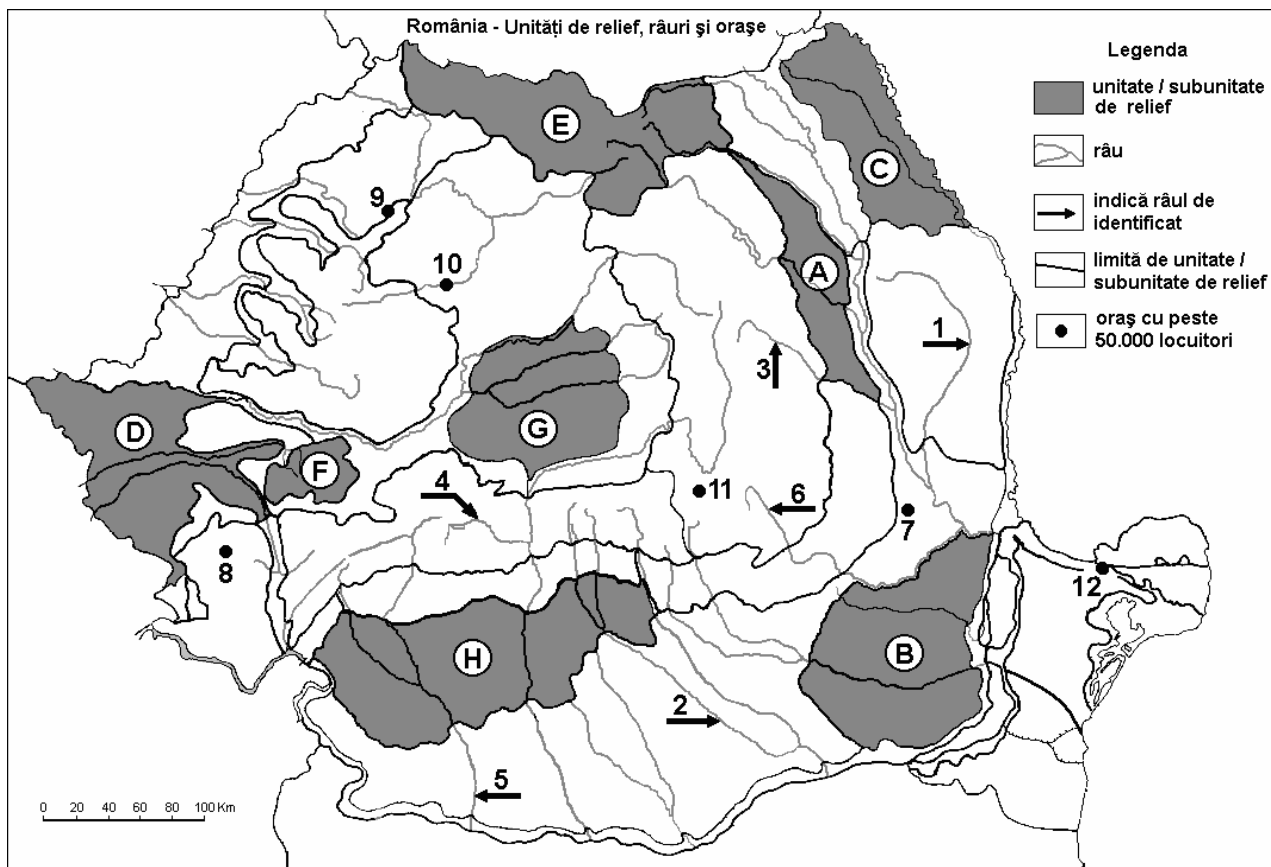 România - Unități de relief, râuri și orașe
Legenda
unitate / subunitate
de relief
râu
indică râul de
identificat
limită de unitate /
subunitate de relief
oraș cu peste
50.000 locuitori
E
C
9
10
A
1
3
D
G
F
4
11
6
7
8
12
H
B
2
5
0 20 40 60 80 100 Km